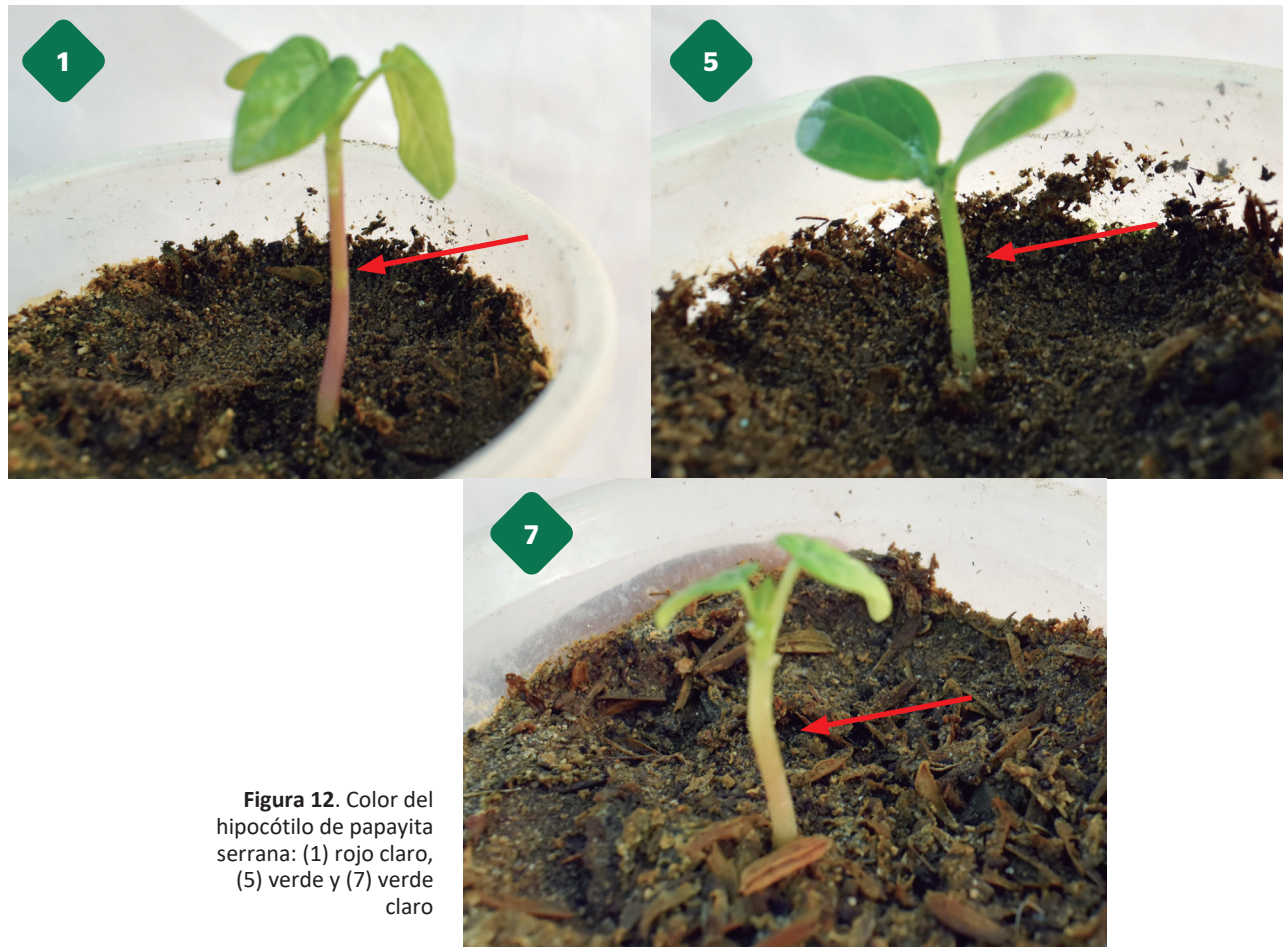 1
5
7
Figura 12. Color del
hipocótilo de papayita
serrana: (1) rojo claro,
(5) verde y (7) verde
claro